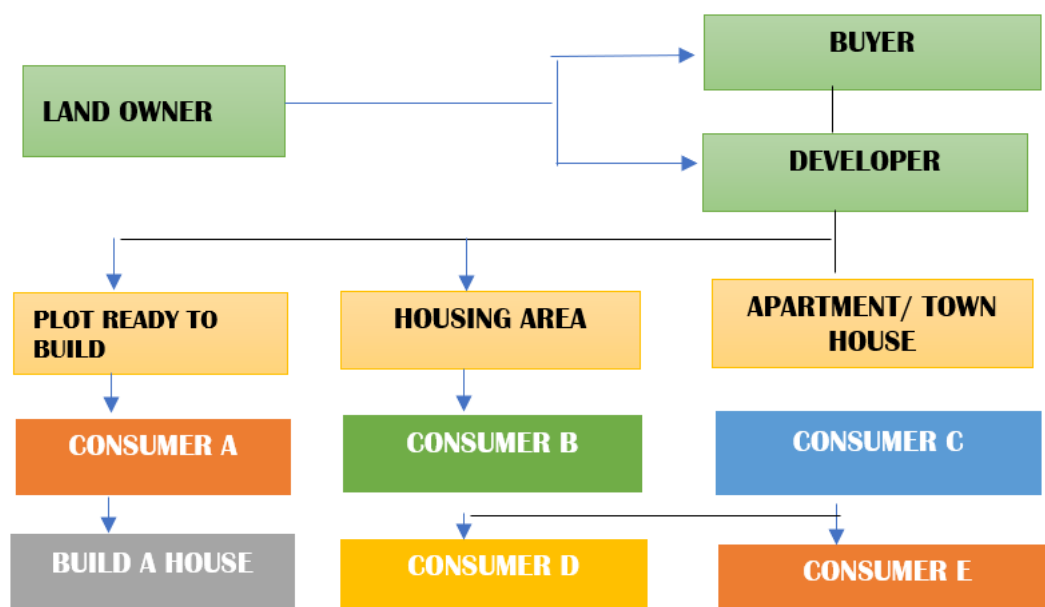 BUYER
LAND OWNER
DEVELOPER
PLOT READY TO
BUILD
HOUSING AREA
APARTMENT/ TOWN
HOUSE
CONSUMER A
CONSUMER B
CONSUMER C
BUILD A HOUSE
CONSUMER D
CONSUMER E